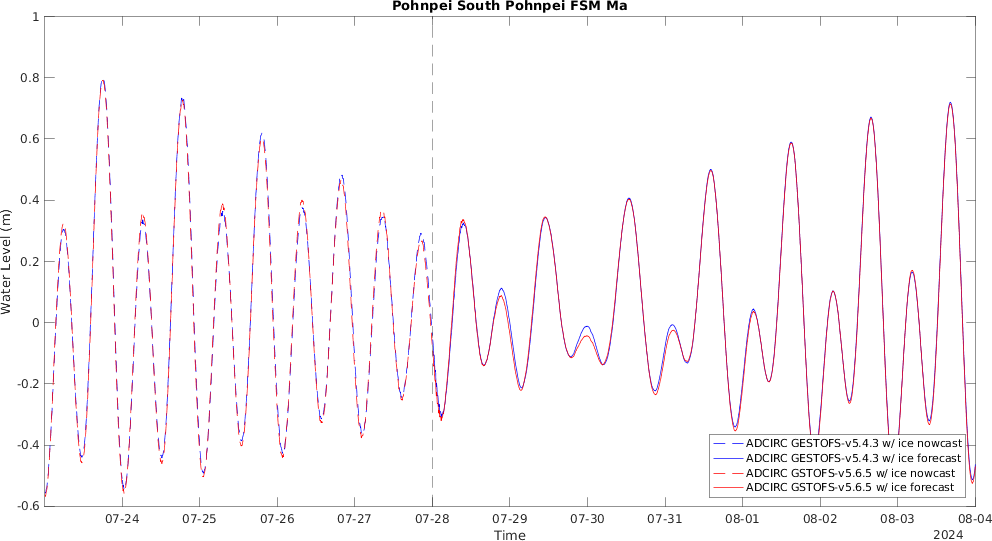 Pohnpei South Pohnpei FSM Ma
1
0.8
0.6
0.4
0.2
0
-0.2
-0.4
-0.6
Water Level (m)
ADCIRC GESTOFS-v5.4.3 w/ ice nowcast
ADCIRC GESTOFS-v5.4.3 w/ ice forecast
ADCIRC GSTOFS-v5.6.5 w/ ice nowcast
ADCIRC GSTOFS-v5.6.5 w/ ice forecast
07-24 07-25 07-26 07-27 07-28 07-29 07-30 07-31 08-01 08-02 08-03 08-04
Time
2024